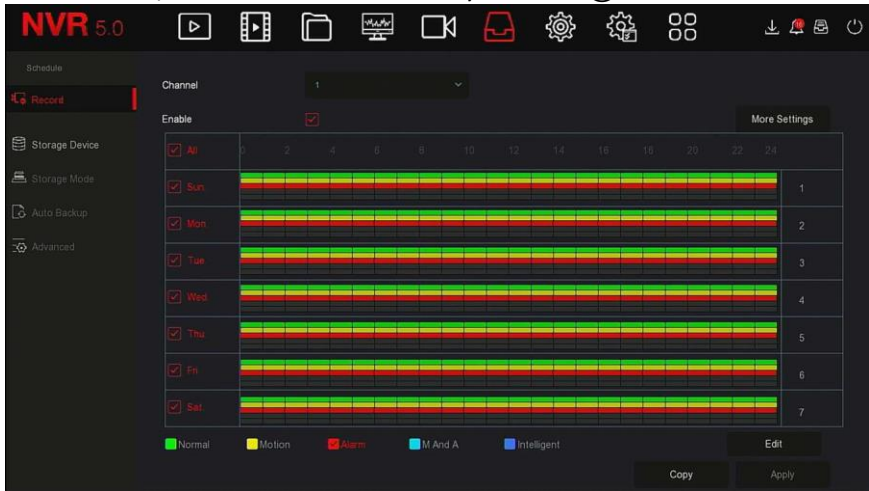 NVR 5.0
Schedule
Record
Storage Device
Storage Mode
Auto Backup
Advanced
Channel 1
Enable
More Settings
All 0 2 4 6 8 10 12 14 16 18 20 22 24
Sun 1
Mon 2
Tue 3
Wed 4
Thu 5
Fri 6
Sat 7
Normal Motion Alarm M And A Intelligent Edit
Copy Apply